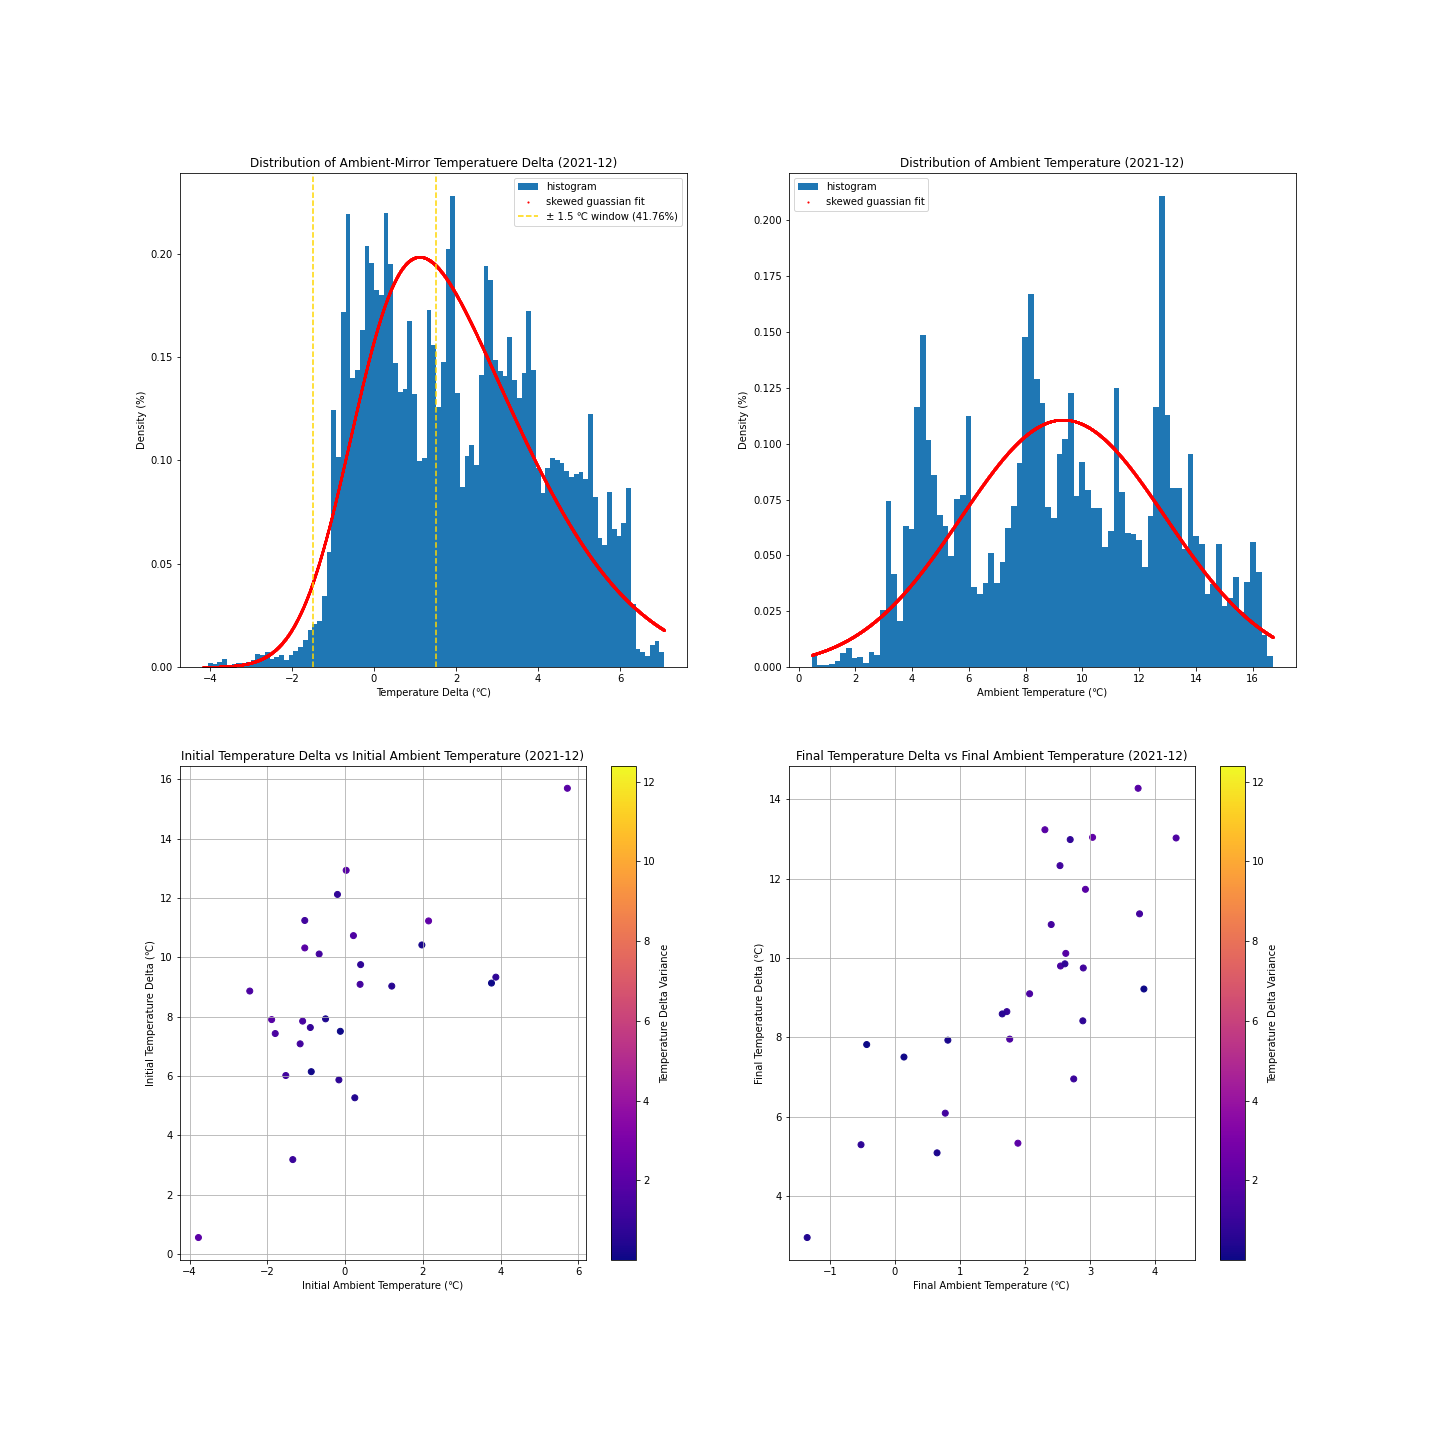 Distribution of Ambient-Mirror Temperatuere Delta (2021-12)
histogram
skewed guassian fit
± 1.5 ℃ window (41.76%)
Density (%)
0.20
0.15
0.10
0.05
0.00
−4 −2 0 2 4 6
Temperature Delta (℃)
Distribution of Ambient Temperature (2021-12)
histogram
skewed guassian fit
Density (%)
0.200
0.175
0.150
0.125
0.100
0.075
0.050
0.025
0.000
0 2 4 6 8 10 12 14 16
Ambient Temperature (℃)
Initial Temperature Delta vs Initial Ambient Temperature (2021-12)
Initial Temperature Delta (℃)
16
14
12
10
8
6
4
2
0
−4 −2 0 2 4 6
Initial Ambient Temperature (℃)
12
10
8
6
4
2
Temperature Delta Variance
Final Temperature Delta vs Final Ambient Temperature (2021-12)
Final Temperature Delta (℃)
14
12
10
8
6
4
−1 0 1 2 3 4
Final Ambient Temperature (℃)
12
10
8
6
4
2
Temperature Delta Variance